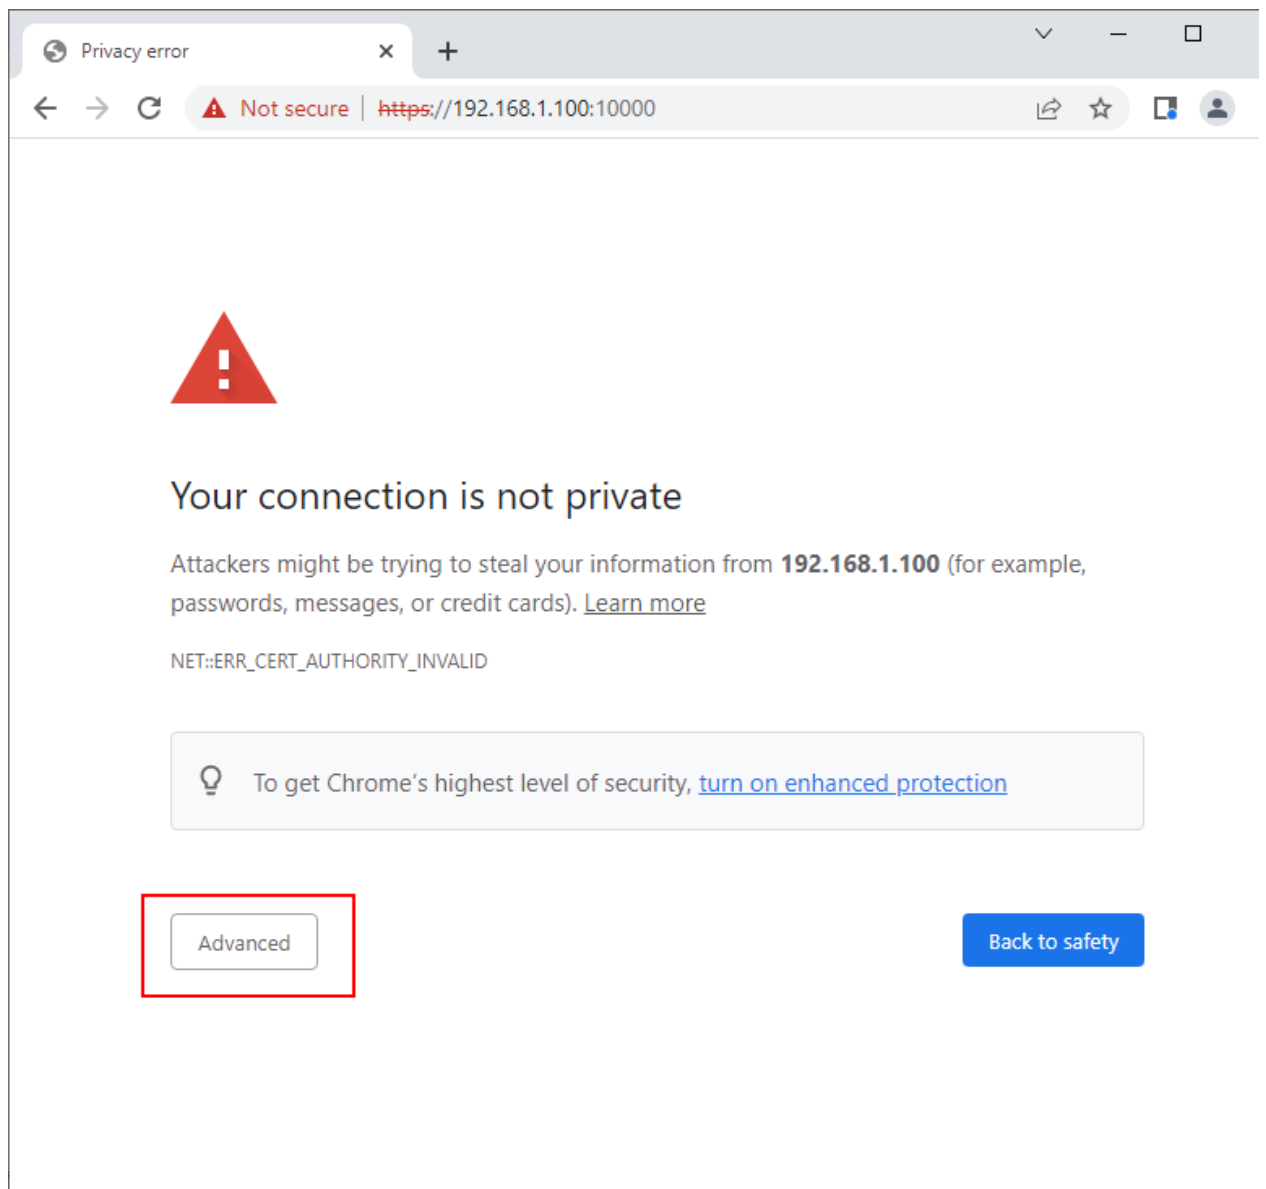 Privacy error
Not secure https://192.168.1.100:10000
Your connection is not private
Attackers might be trying to steal your information from 192.168.1.100 (for example,
passwords, messages, or credit cards). Learn more
NET::ERR_CERT_AUTHORITY_INVALID
To get Chrome's highest level of security, turn on enhanced protection
Advanced
Back to safety